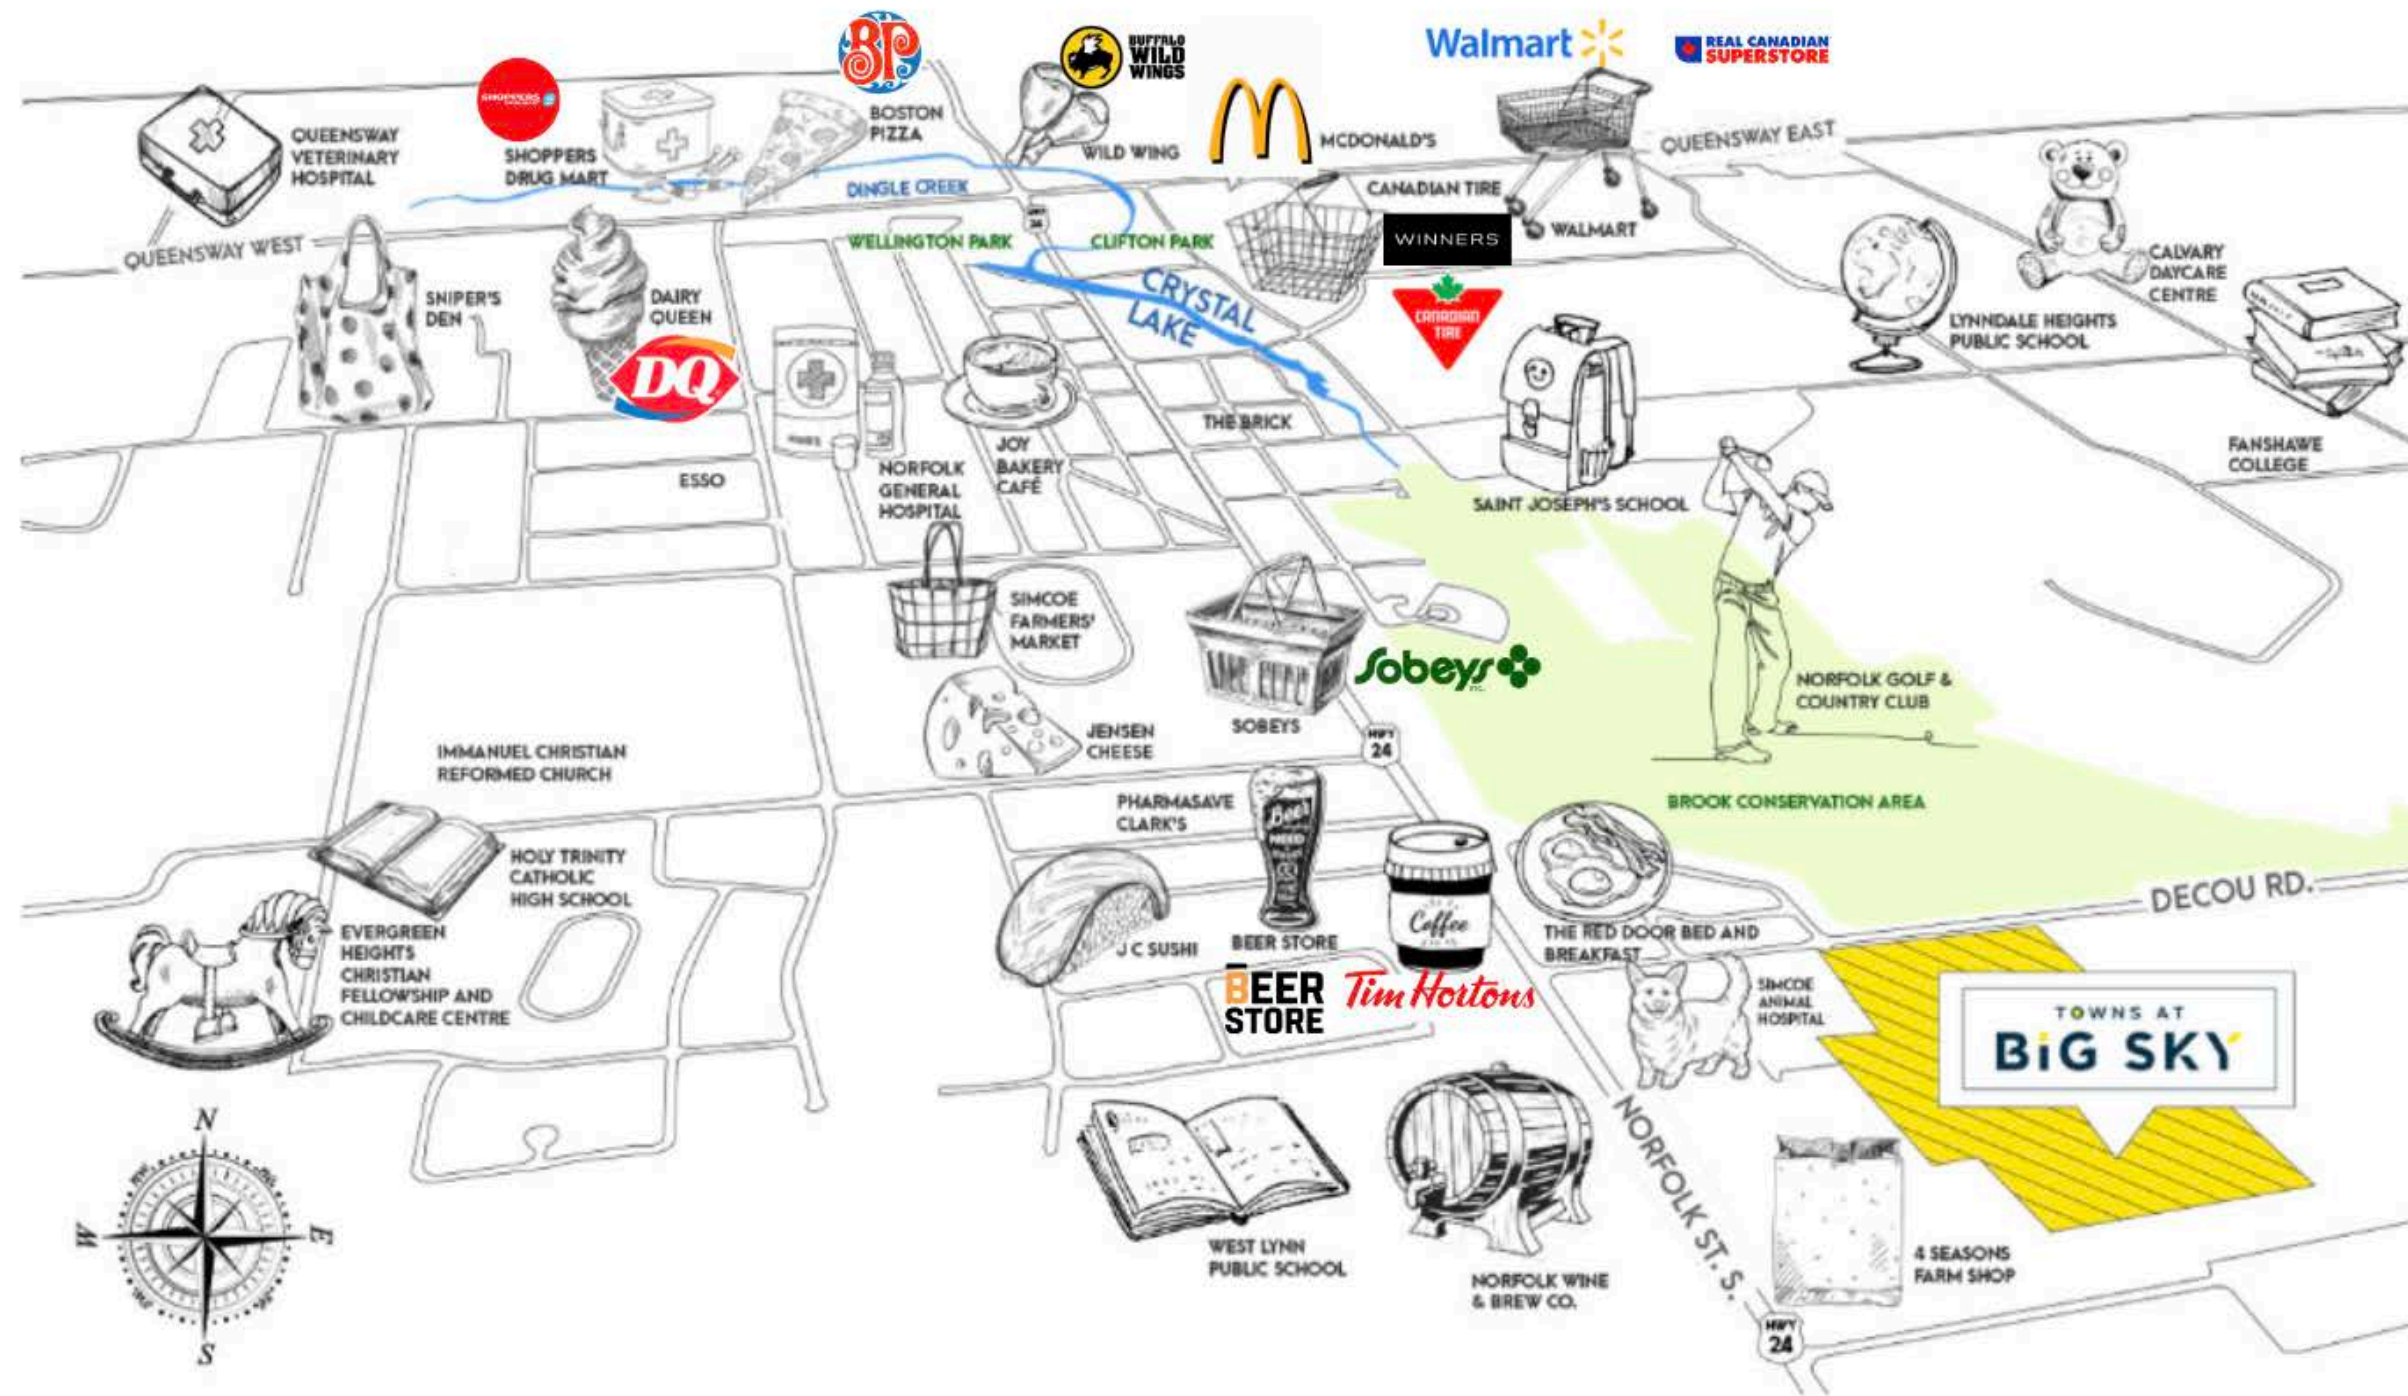 BP
BUFFALO
WILD
WINGS
Walmart
REAL CANADIAN
SUPERSTORE
SHOPPERS
BOSTON
PIZZA
QUEENSWAY
VETERINARY
HOSPITAL
SHOPPERS
DRUG MART
WILD WING
MCDONALD'S
QUEENSWAY EAST
DINGLE CREEK
CANADIAN TIRE
WALMART
HWY
24
QUEENSWAY WEST
WELLINGTON PARK
CLIFTON PARK
WINNERS
CALVARY
DAYCARE
CENTRE
SNIPER'S
DEN
DAIRY
QUEEN
DQ
CRYSTAL
LAKE
CANADIAN
TIRE
LYNNDALE HEIGHTS
PUBLIC SCHOOL
THE BRICK
JOY
BAKERY
CAFÉ
FANSHAWE
COLLEGE
ESSO
NORFOLK
GENERAL
HOSPITAL
SAINT JOSEPH'S SCHOOL
SIMCOE
FARMERS'
MARKET
Sobeys
NORFOLK GOLF &
COUNTRY CLUB
JENSEN
CHEESE
SOBEYS
HWY
24
IMMANUEL CHRISTIAN
REFORMED CHURCH
PHARMASAVE
CLARK'S
Beer
BROOK CONSERVATION AREA
HOLY TRINITY
CATHOLIC
HIGH SCHOOL
DECOU RD.
Coffee
EVERGREEN
HEIGHTS
CHRISTIAN
FELLOWSHIP AND
CHILDCARE CENTRE
J C SUSHI
BEER STORE
THE RED DOOR BED AND
BREAKFAST
BEER
STORE
Tim Hortons
SIMCOE
ANIMAL
HOSPITAL
TOWNS AT
BiG SKY
N
W
E
S
NORFOLK ST. S.
WEST LYNN
PUBLIC SCHOOL
NORFOLK WINE
& BREW CO.
4 SEASONS
FARM SHOP
HWY
24